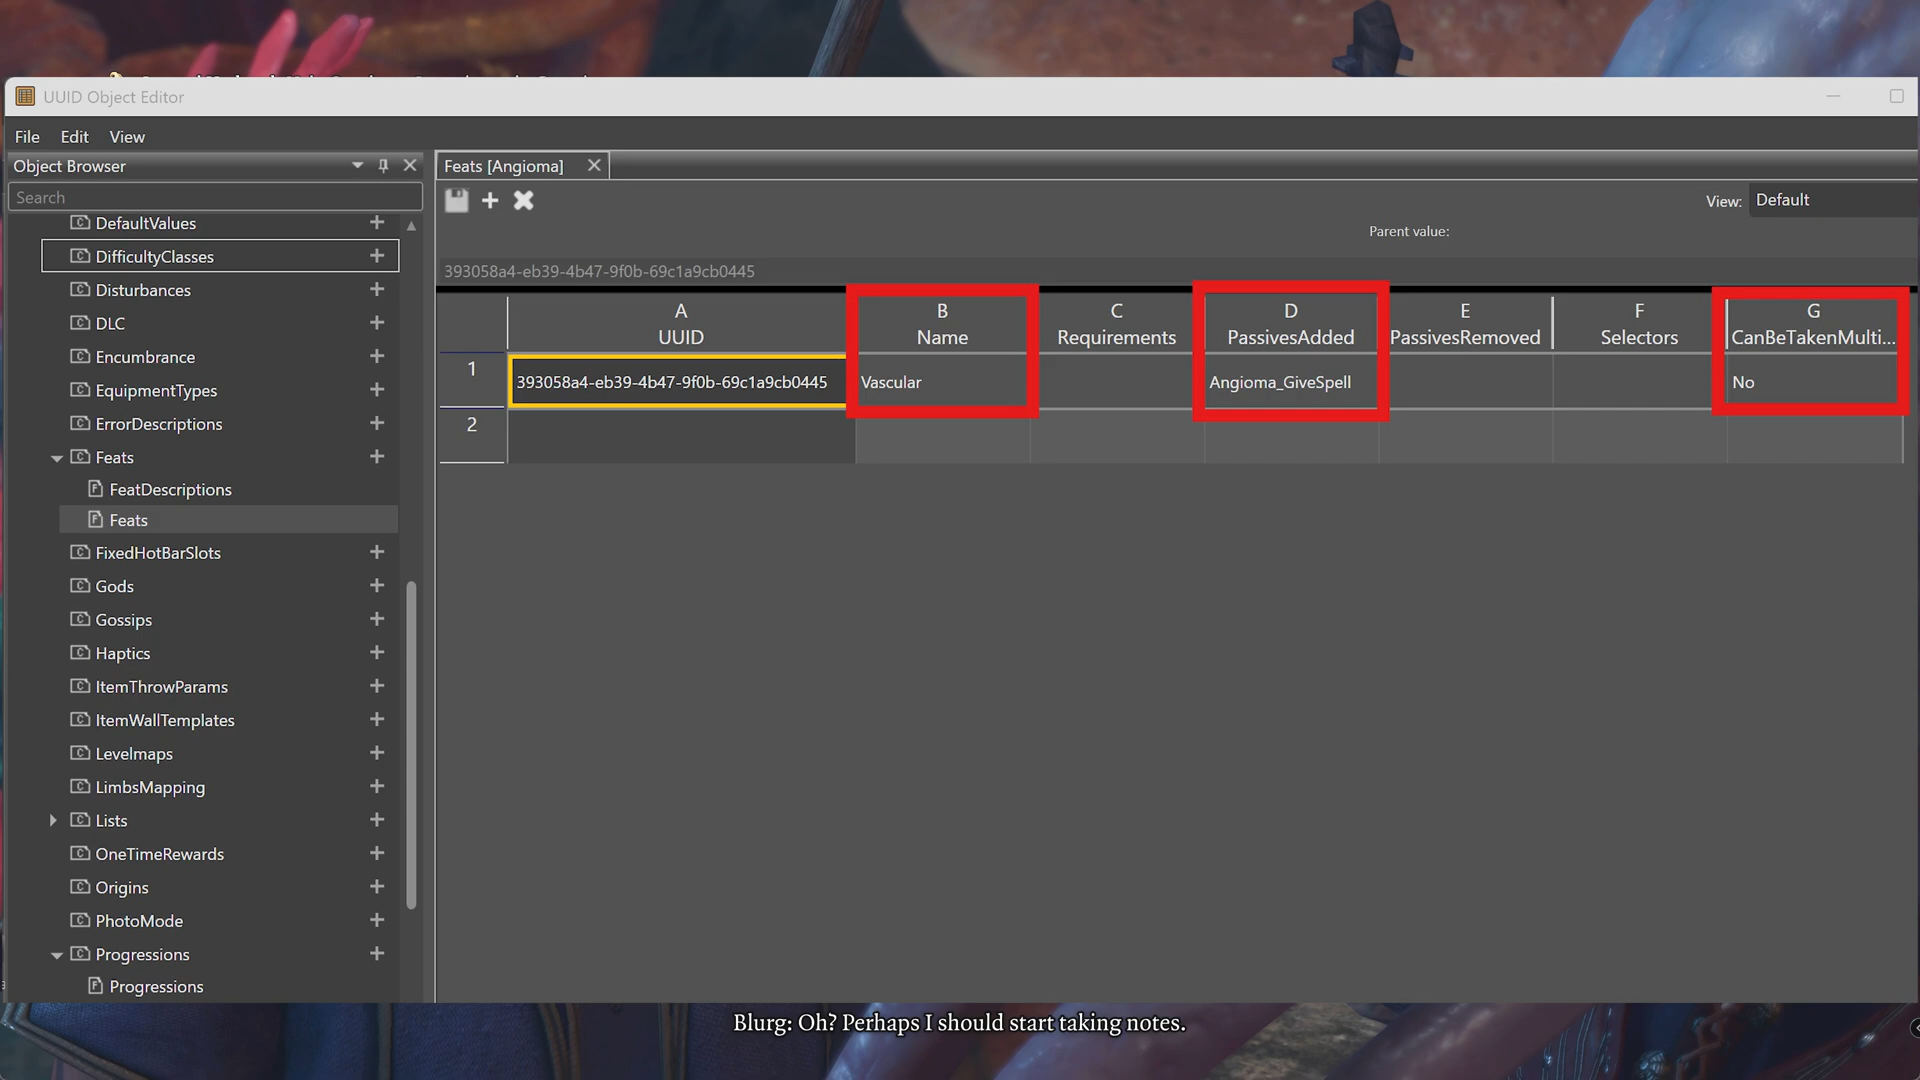 UUID Object Editor
File Edit View
Object Browser
Search
DefaultValues
DifficultyClasses
Disturbances
DLC
Encumbrance
EquipmentTypes
ErrorDescriptions
Feats
FeatDescriptions
Feats
FixedHotBarSlots
Gods
Gossips
Haptics
ItemThrowParams
ItemWallTemplates
Levelmaps
LimbsMapping
Lists
OneTimeRewards
Origins
PhotoMode
Progressions
Progressions
Feats [Angioma]
View: Default
Parent value:
393058a4-eb39-4b47-9f0b-69c1a9cb0445
A B C D E F G
UUID Name Requirements PassivesAdded PassivesRemoved Selectors CanBeTakenMulti...
1 393058a4-eb39-4b47-9f0b-69c1a9cb0445 Vascular Angioma_GiveSpell No
2
Blurg: Oh? Perhaps I should start taking notes.